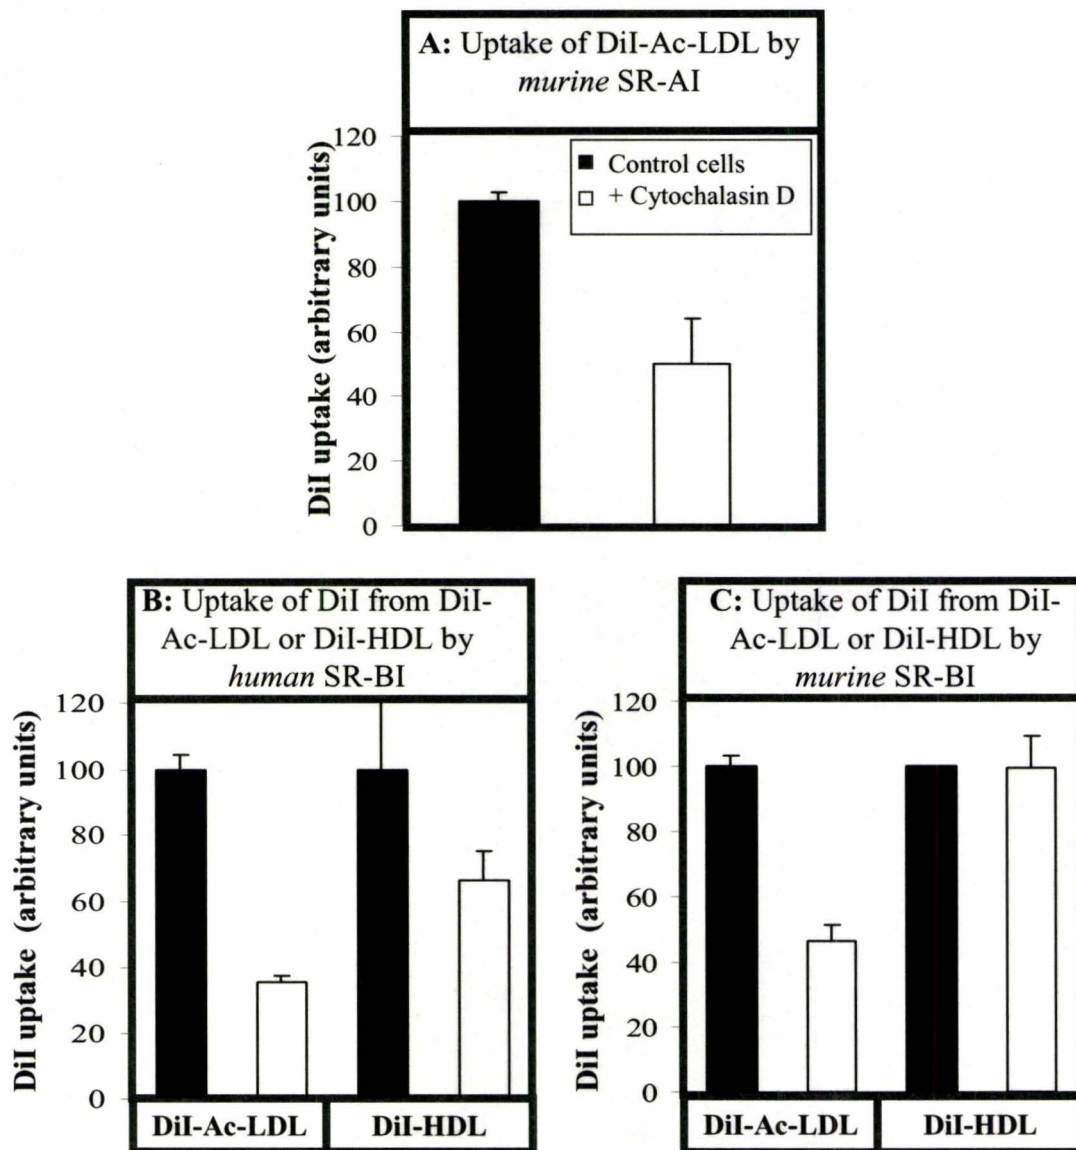 A: Uptake of DiI-Ac-LDL by
murine SR-AI
DiI uptake (arbitrary units)
120
100
80
60
40
20
0
Control cells
+ Cytochalasin D
B: Uptake of DiI from DiI-
Ac-LDL or DiI-HDL by
human SR-BI
DiI uptake (arbitrary units)
120
100
80
60
40
20
0
DiI-Ac-LDL
DiI-HDL
C: Uptake of DiI from DiI-
Ac-LDL or DiI-HDL by
murine SR-BI
DiI uptake (arbitrary units)
120
100
80
60
40
20
0
DiI-Ac-LDL
DiI-HDL